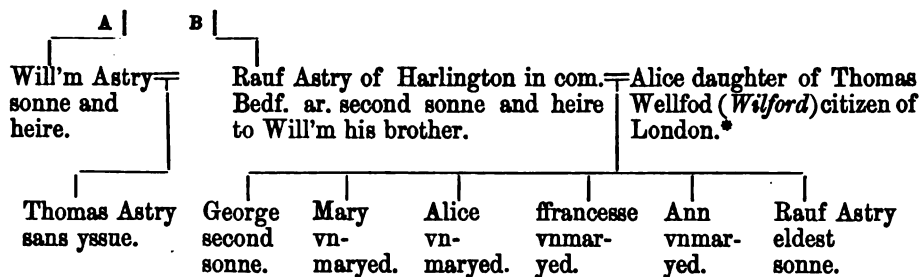 A B
Will'm Astry
sonne and
heire.
Rauf Astry of Harlington in com.
Bedf. ar. second sonne and heire
to Will'm his brother.
Alice daughter of Thomas
Wellfod (Wilford) citizen of
London.*
Thomas Astry
sans yssue.
George
second
sonne.
Mary
vn-
maryed.
Alice
vn-
maryed.
ffrancesse
vnmar-
yed.
Ann
vnmar-
yed.
Rauf Astry
eldest
sonne.